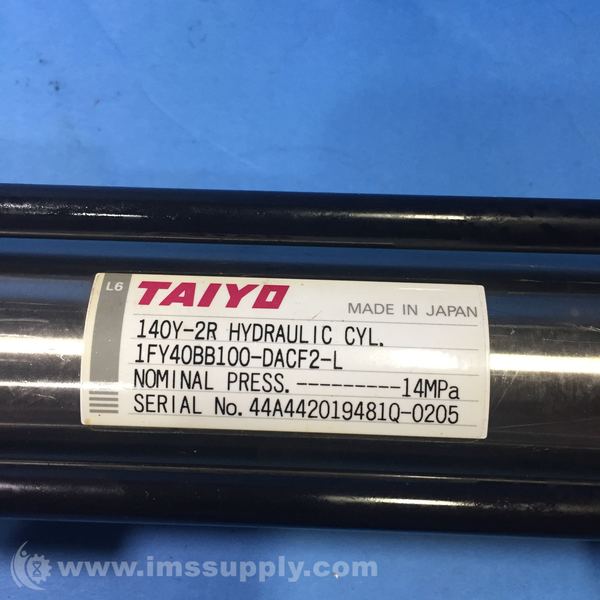 L6
TAIYO
MADE IN JAPAN
140Y-2R HYDRAULIC CYL.
1FY40BB100-DACF2-L
NOMINAL PRESS.---------14MPa
SERIAL No.44A442019481Q-0205
www.imssupply.com